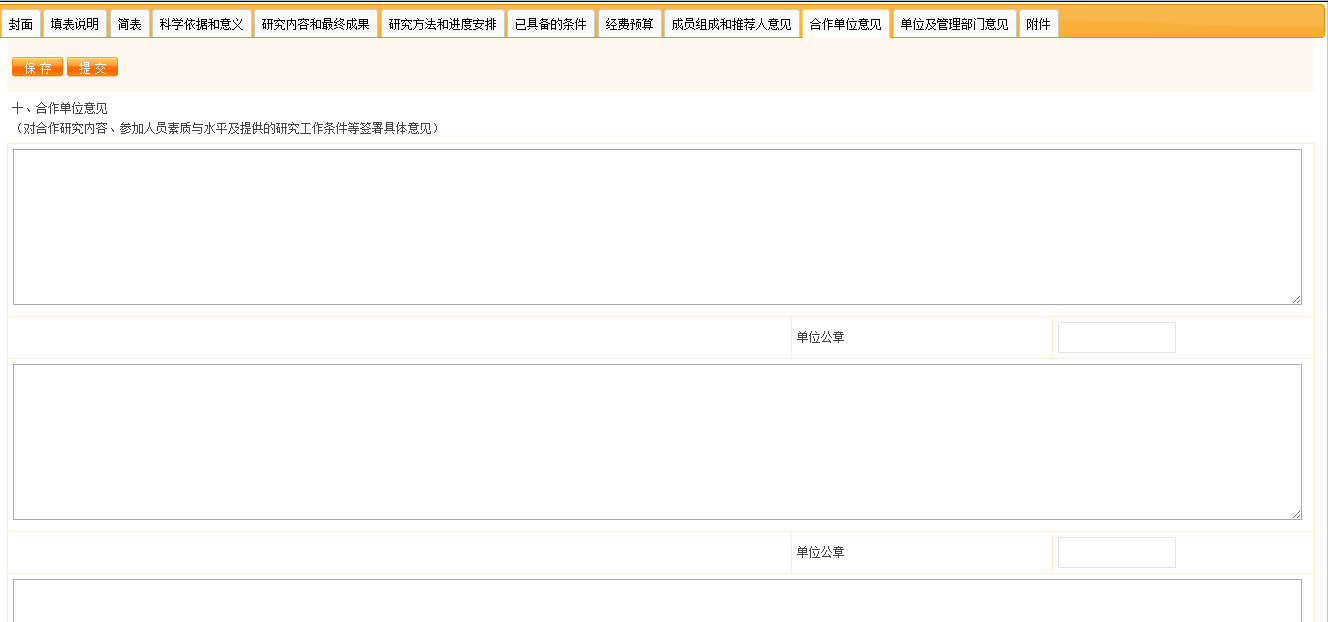 封面 填表说明 简表 科学依据和意义 研究内容和最终成果 研究方法和进度安排 已具备的条件 经费预算 成员组成和推荐人意见 合作单位意见 单位及管理部门意见 附件
保 存 提 交
十、合作单位意见
（对合作研究内容、参加人员素质与水平及提供的研究工作条件等签署具体意见）
单位公章
单位公章